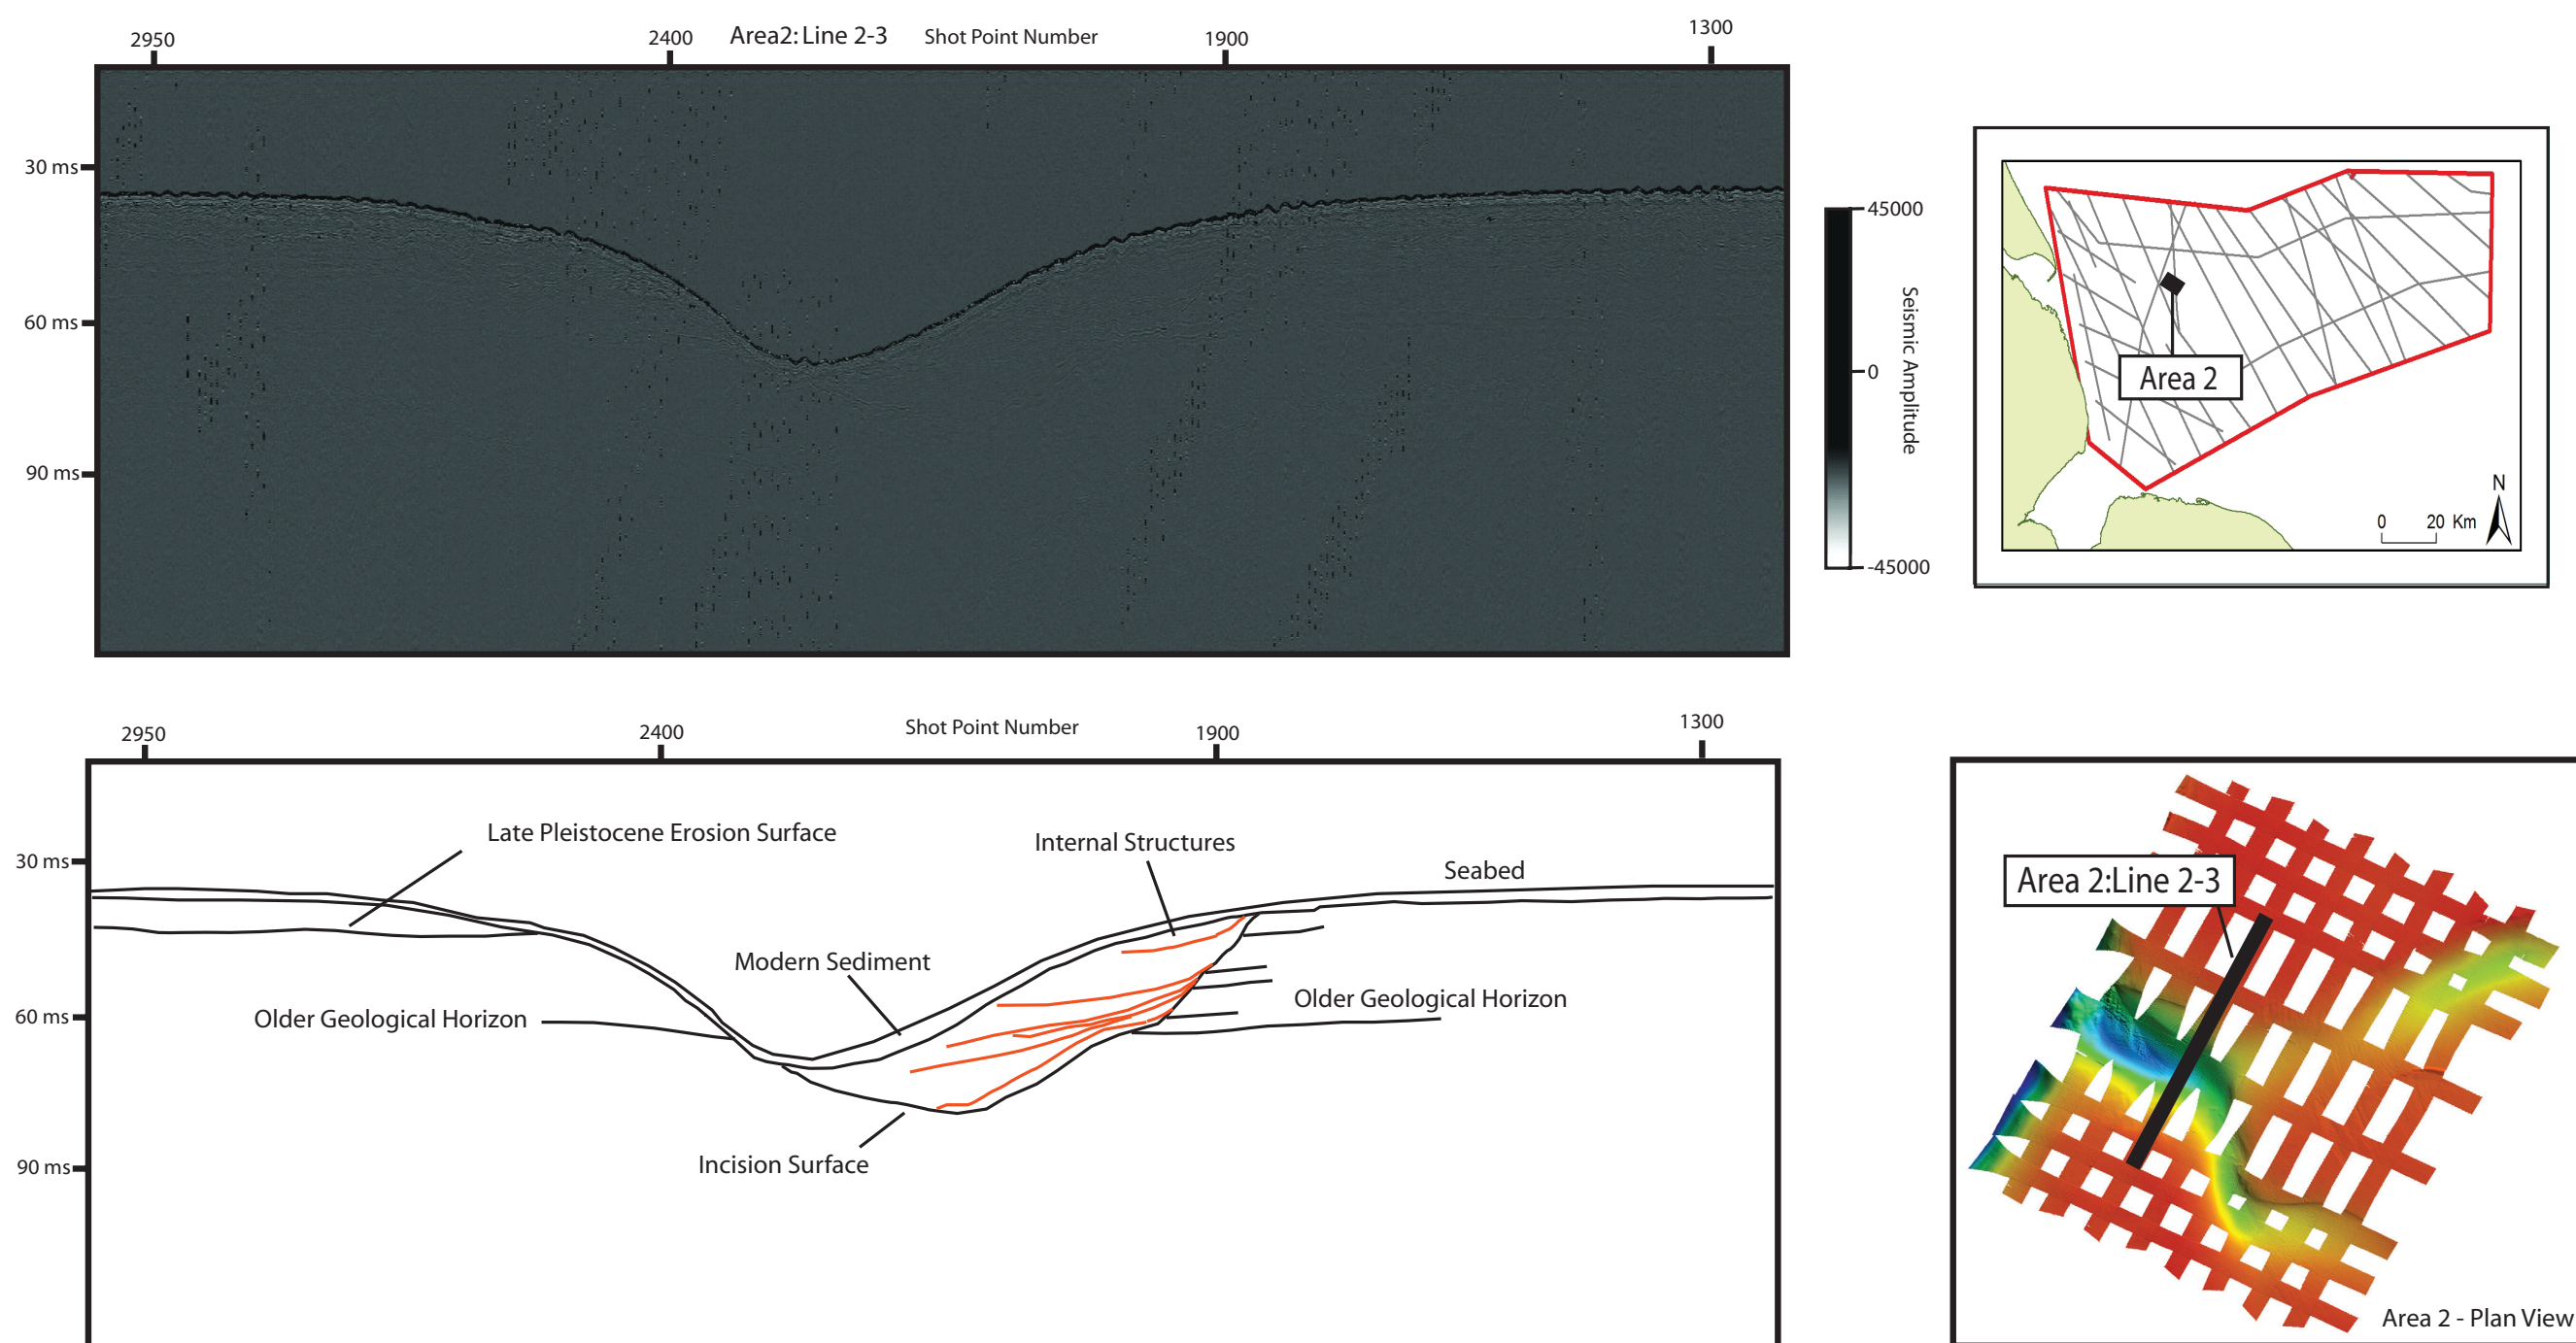 2950
2400
Area2: Line 2-3
Shot Point Number
1900
1300
30 ms
60 ms
90 ms
45000
0
-45000
Seismic Amplitude
Area 2
N
0 20 Km
2950
2400
Shot Point Number
1900
1300
30 ms
60 ms
90 ms
Late Pleistocene Erosion Surface
Internal Structures
Seabed
Modern Sediment
Older Geological Horizon
Older Geological Horizon
Incision Surface
Area 2:Line 2-3
Area 2 - Plan View